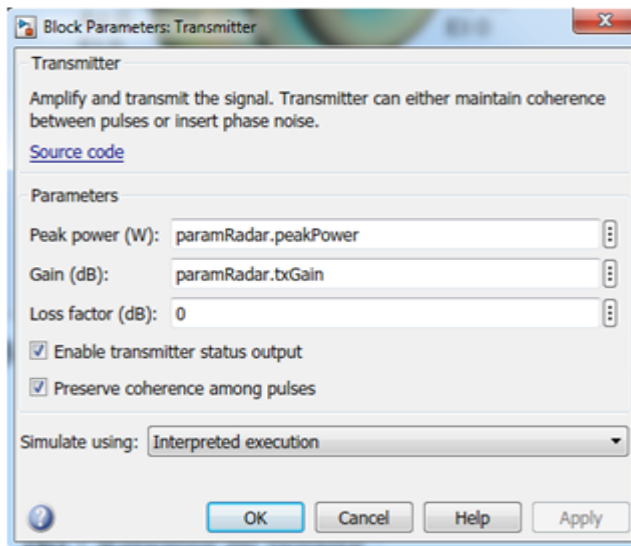 Block Parameters: Transmitter
Transmitter
Amplify and transmit the signal. Transmitter can either maintain coherence
between pulses or insert phase noise.
Source code
Parameters
Peak power (W): paramRadar.peakPower
Gain (dB): paramRadar.txGain
Loss factor (dB): 0
Enable transmitter status output
Preserve coherence among pulses
Simulate using: Interpreted execution
OK Cancel Help Apply